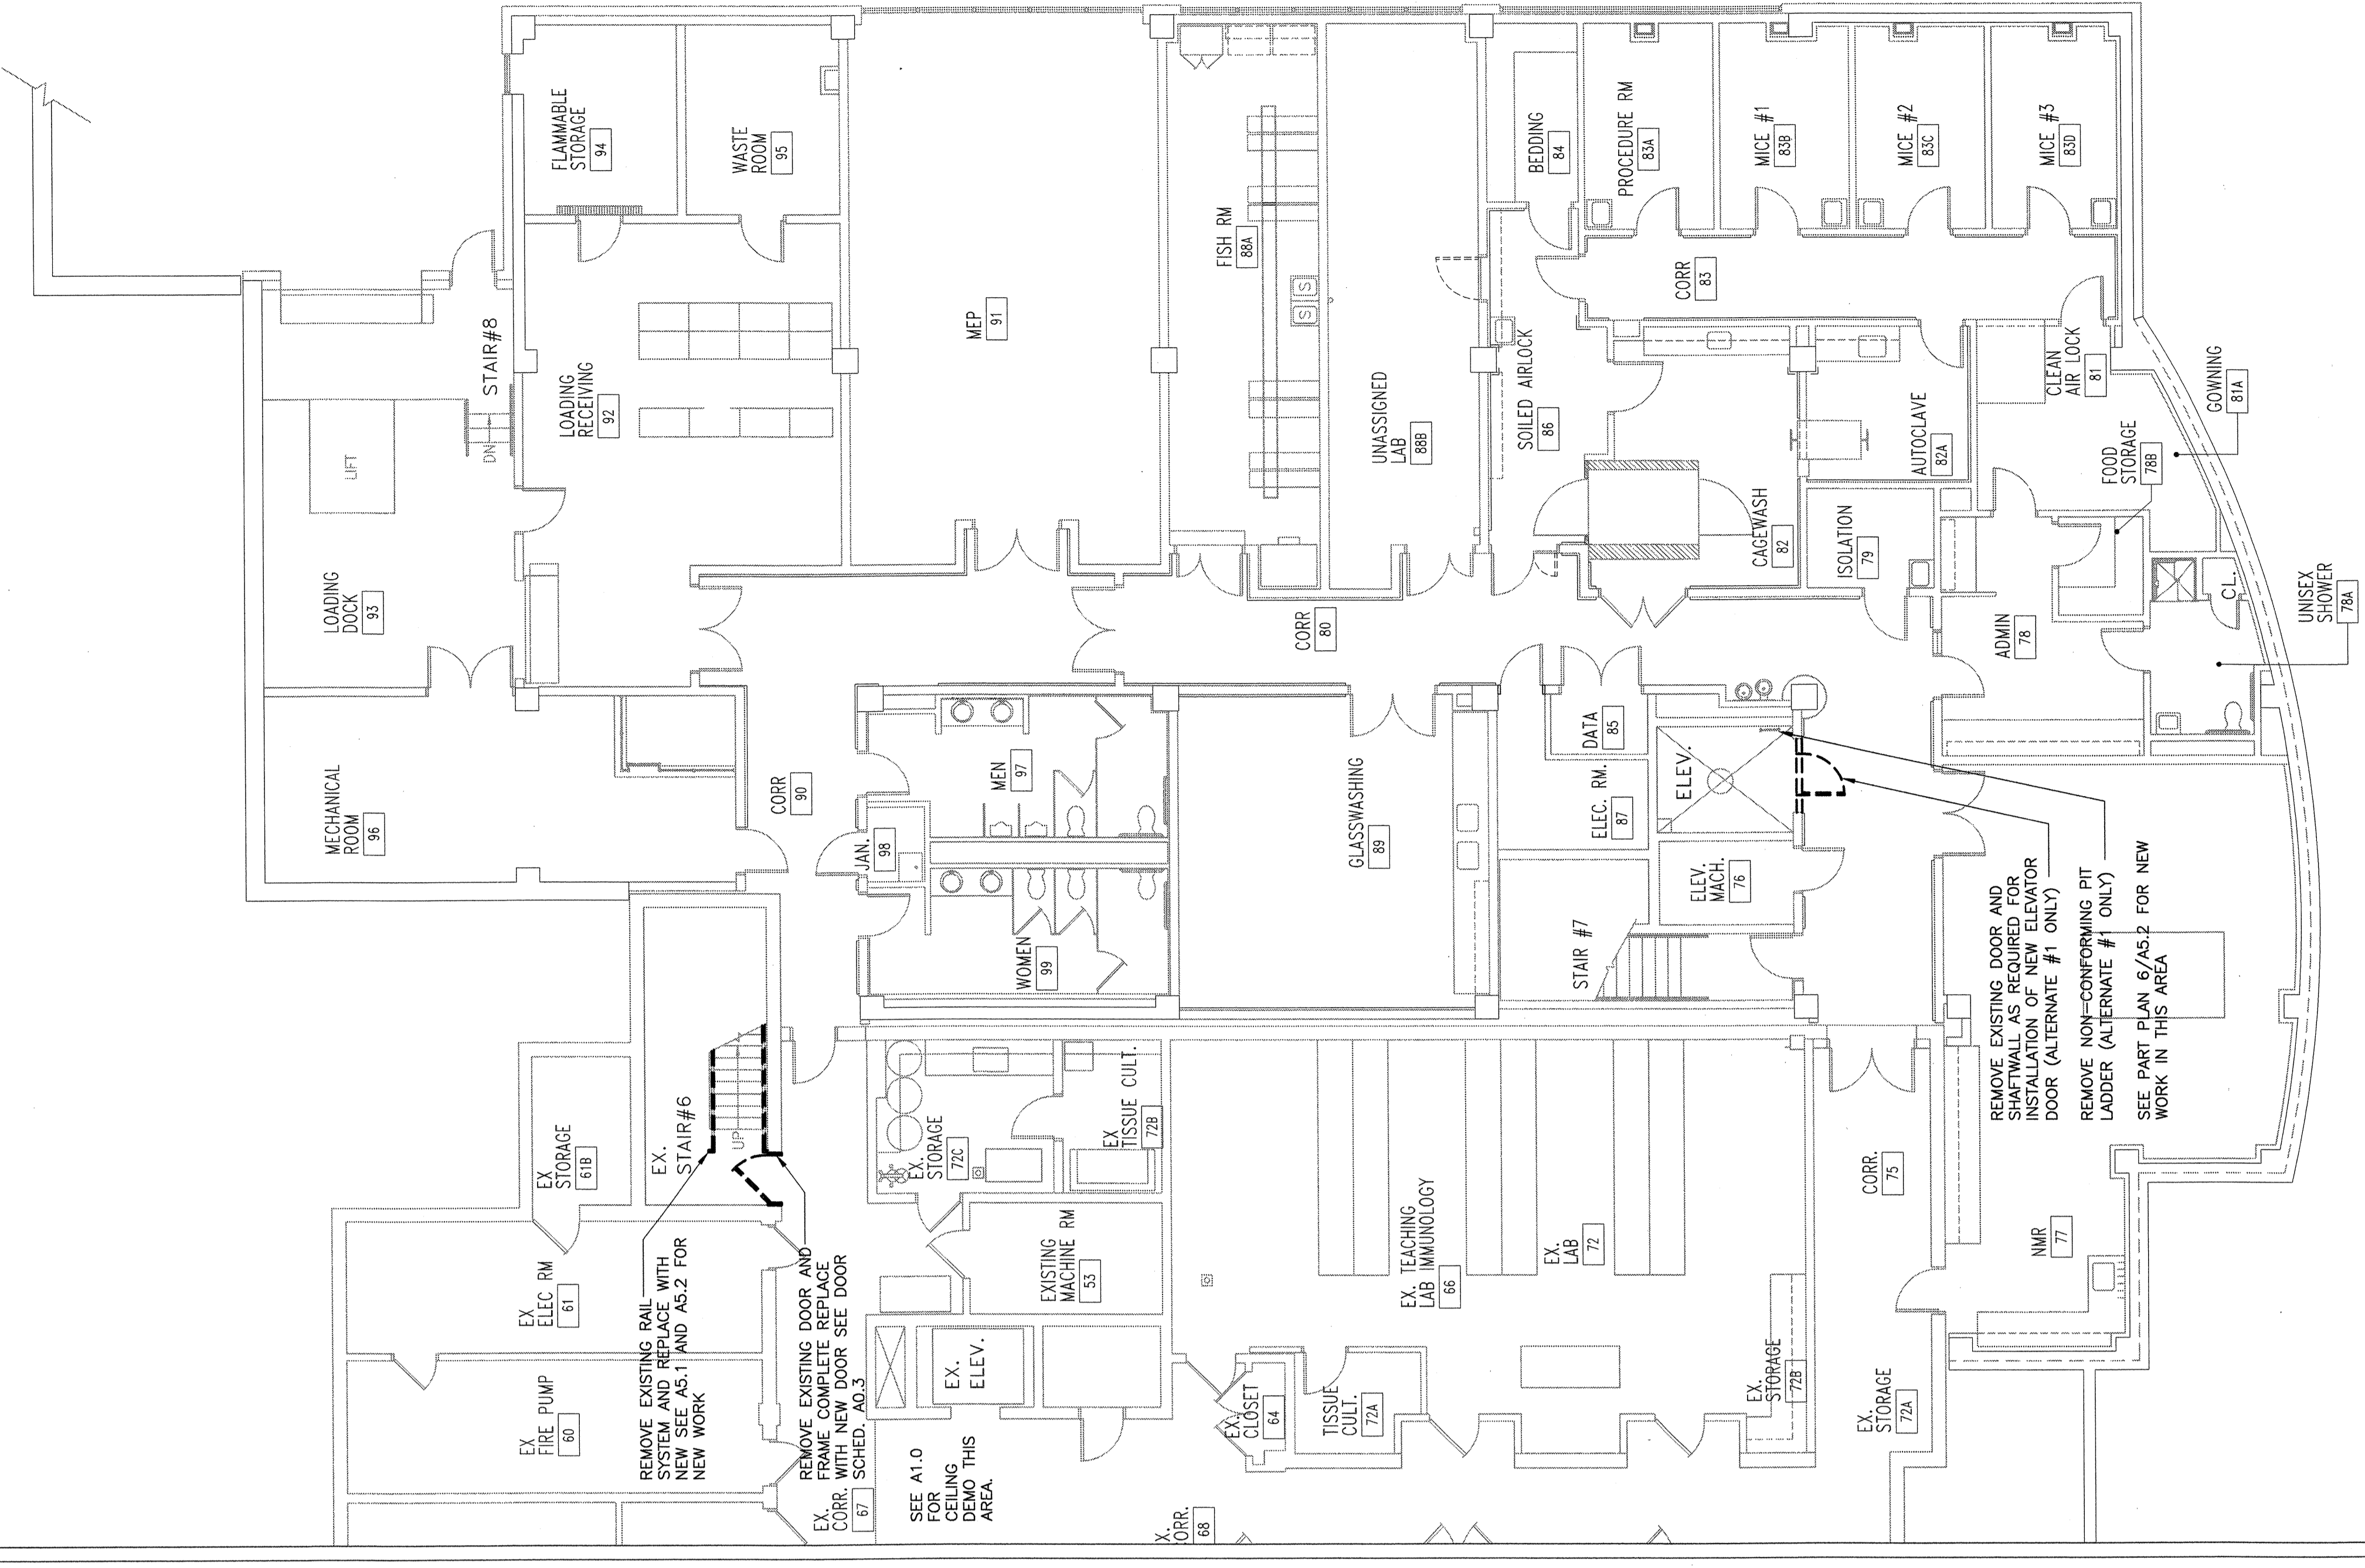 FLAMMABLE
STORAGE
94
WASTE
ROOM
95
STAIR#8
LIFT
DN
LOADING
RECEIVING
92
LOADING
DOCK
93
MECHANICAL
ROOM
96
MEP
91
FISH RM
88A
S
S
UNASSIGNED
LAB
88B
BEDDING
84
PROCEDURE RM
83A
MICE #1
83B
MICE #2
83C
MICE #3
83D
CORR
83
SOILED AIRLOCK
86
CAGEWASH
82
AUTOCLAVE
82A
CLEAN
AIR LOCK
81
GOWNING
81A
FOOD
STORAGE
78B
ISOLATION
79
ADMIN
78
CL.
UNISEX
SHOWER
78A
CORR
80
CORR
90
MEN
97
JAN.
98
WOMEN
99
GLASSWASHING
89
DATA
85
ELEC. RM.
87
ELEV.
ELEV.
MACH.
76
STAIR #7
REMOVE EXISTING DOOR AND
SHAFTWALL AS REQUIRED FOR
INSTALLATION OF NEW ELEVATOR
DOOR (ALTERNATE #1 ONLY)
REMOVE NON-CONFORMING PIT
LADDER (ALTERNATE #1 ONLY)
SEE PART PLAN 6/A5.2 FOR NEW
WORK IN THIS AREA
EX
STORAGE
61B
EX.
STAIR#6
UP
EX.
STORAGE
72C
EX
TISSUE CULT.
72B
EX
ELEC RM
61
EX
FIRE PUMP
60
REMOVE EXISTING RAIL
SYSTEM AND REPLACE WITH
NEW SEE A5.1 AND A5.2 FOR
NEW WORK
REMOVE EXISTING DOOR AND
FRAME COMPLETE REPLACE
WITH NEW DOOR SEE DOOR
SCHED. A0.3
EX.
CORR.
67
SEE A1.0
FOR
CEILING
DEMO THIS
AREA.
EXISTING
MACHINE RM
53
EX.
ELEV.
EX. TEACHING
LAB IMMUNOLOGY
66
EX.
LAB
72
EX.
CLOSET
64
TISSUE
CULT.
72A
EX.
STORAGE
72B
EX.
STORAGE
72A
CORR.
75
NMR
77
X.
ORR.
68